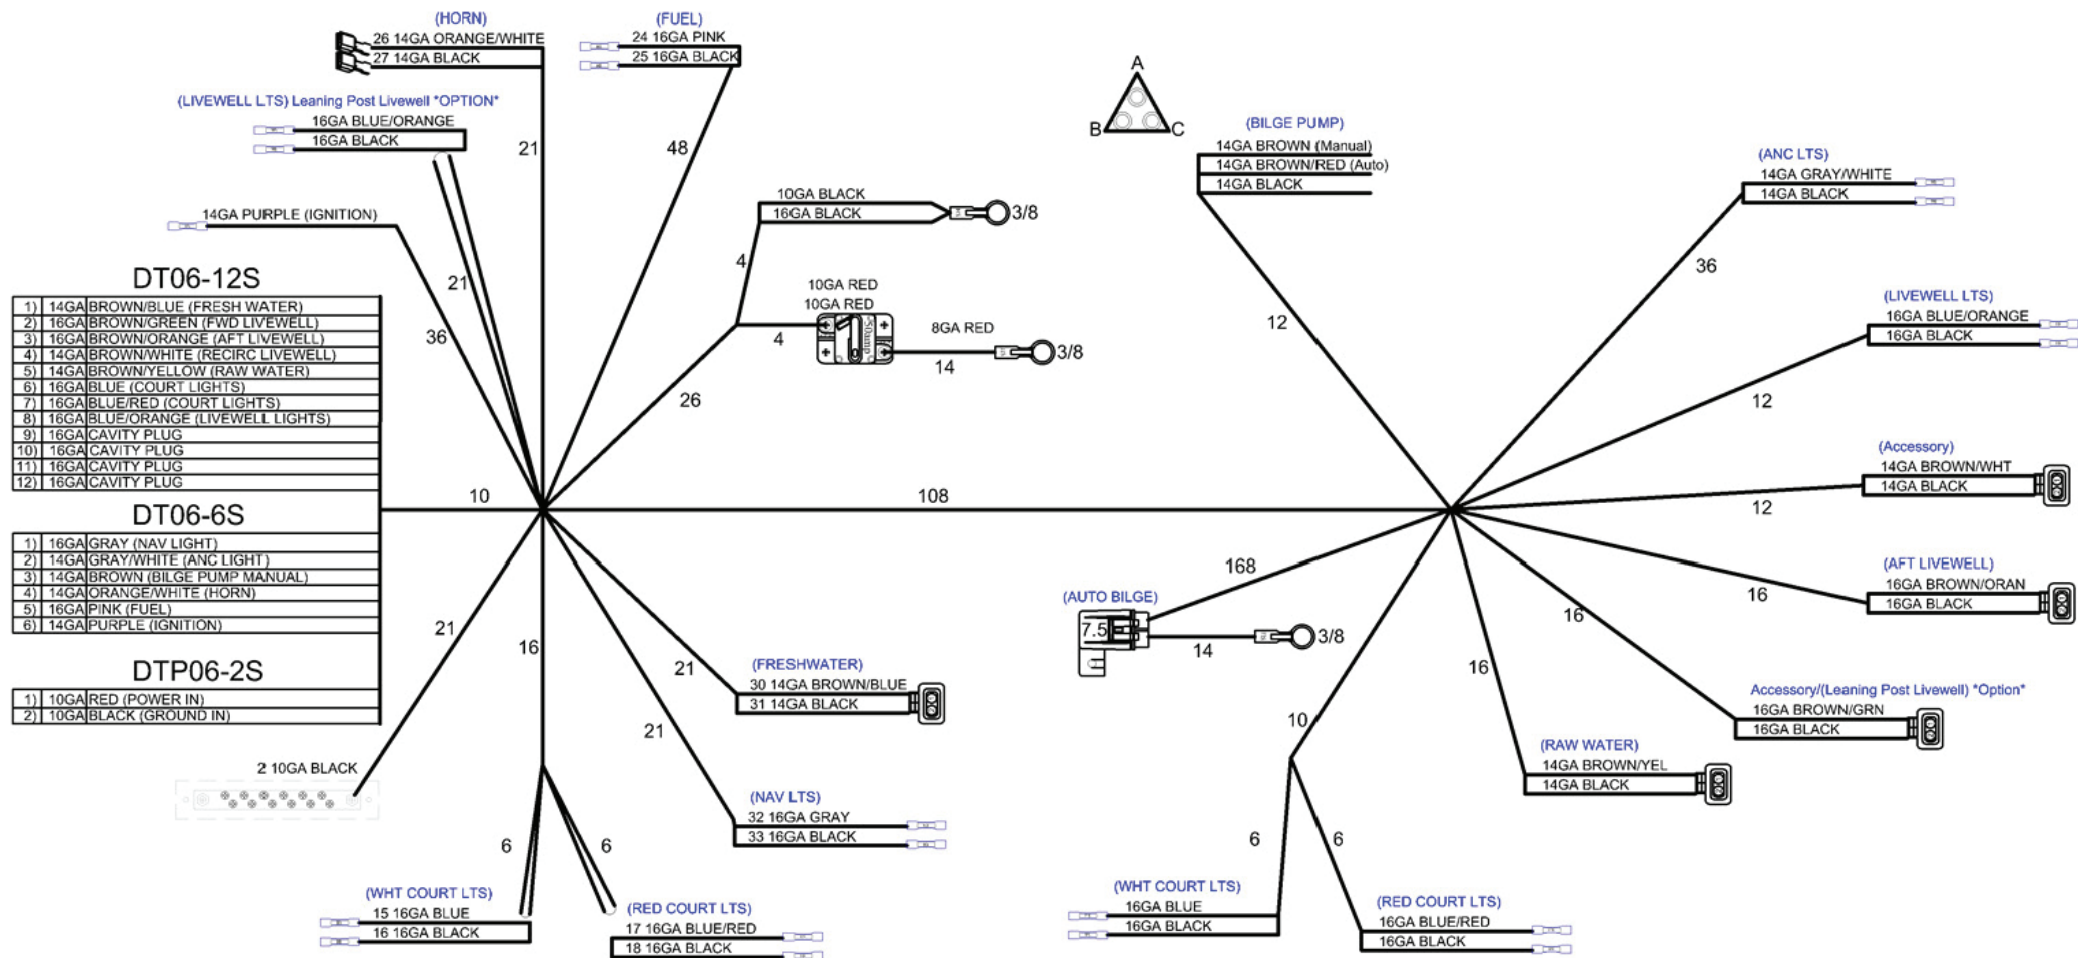 (HORN)
26 14GA ORANGE/WHITE
27 14GA BLACK
21
(FUEL)
24 16GA PINK
25 16GA BLACK
48
(LIVEWELL LTS) Leaning Post Livewell *OPTION*
16GA BLUE/ORANGE
16GA BLACK
21
14GA PURPLE (IGNITION)
36
A
B
C
(BILGE PUMP)
14GA BROWN (Manual)
14GA BROWN/RED (Auto)
14GA BLACK
12
(ANC LTS)
14GA GRAY/WHITE
14GA BLACK
36
10GA BLACK
16GA BLACK
3/8
4
10GA RED
10GA RED
50amp
4
8GA RED
14
3/8
26
(LIVEWELL LTS)
16GA BLUE/ORANGE
16GA BLACK
12
DT06-12S
1) 14GA BROWN/BLUE (FRESH WATER)
2) 16GA BROWN/GREEN (FWD LIVEWELL)
3) 16GA BROWN/ORANGE (AFT LIVEWELL)
4) 14GA BROWN/WHITE (RECIRC LIVEWELL)
5) 14GA BROWN/YELLOW (RAW WATER)
6) 16GA BLUE (COURT LIGHTS)
7) 16GA BLUE/RED (COURT LIGHTS)
8) 16GA BLUE/ORANGE (LIVEWELL LIGHTS)
9) 16GA CAVITY PLUG
10) 16GA CAVITY PLUG
11) 16GA CAVITY PLUG
12) 16GA CAVITY PLUG
10
108
(Accessory)
14GA BROWN/WHT
14GA BLACK
12
DT06-6S
1) 16GA GRAY (NAV LIGHT)
2) 14GA GRAY/WHITE (ANC LIGHT)
3) 14GA BROWN (BILGE PUMP MANUAL)
4) 14GA ORANGE/WHITE (HORN)
5) 16GA PINK (FUEL)
6) 14GA PURPLE (IGNITION)
DTP06-2S
1) 10GA RED (POWER IN)
2) 10GA BLACK (GROUND IN)
21
2 10GA BLACK
16
21
(FRESHWATER)
30 14GA BROWN/BLUE
31 14GA BLACK
21
(NAV LTS)
32 16GA GRAY
33 16GA BLACK
168
(AUTO BILGE)
7.5
14
3/8
(AFT LIVEWELL)
16GA BROWN/ORAN
16GA BLACK
16
16
Accessory/(Leaning Post Livewell) *Option*
16GA BROWN/GRN
16GA BLACK
16
(RAW WATER)
14GA BROWN/YEL
14GA BLACK
10
6
6
(WHT COURT LTS)
15 16GA BLUE
16 16GA BLACK
(RED COURT LTS)
17 16GA BLUE/RED
18 16GA BLACK
6
6
(WHT COURT LTS)
16GA BLUE
16GA BLACK
(RED COURT LTS)
16GA BLUE/RED
16GA BLACK